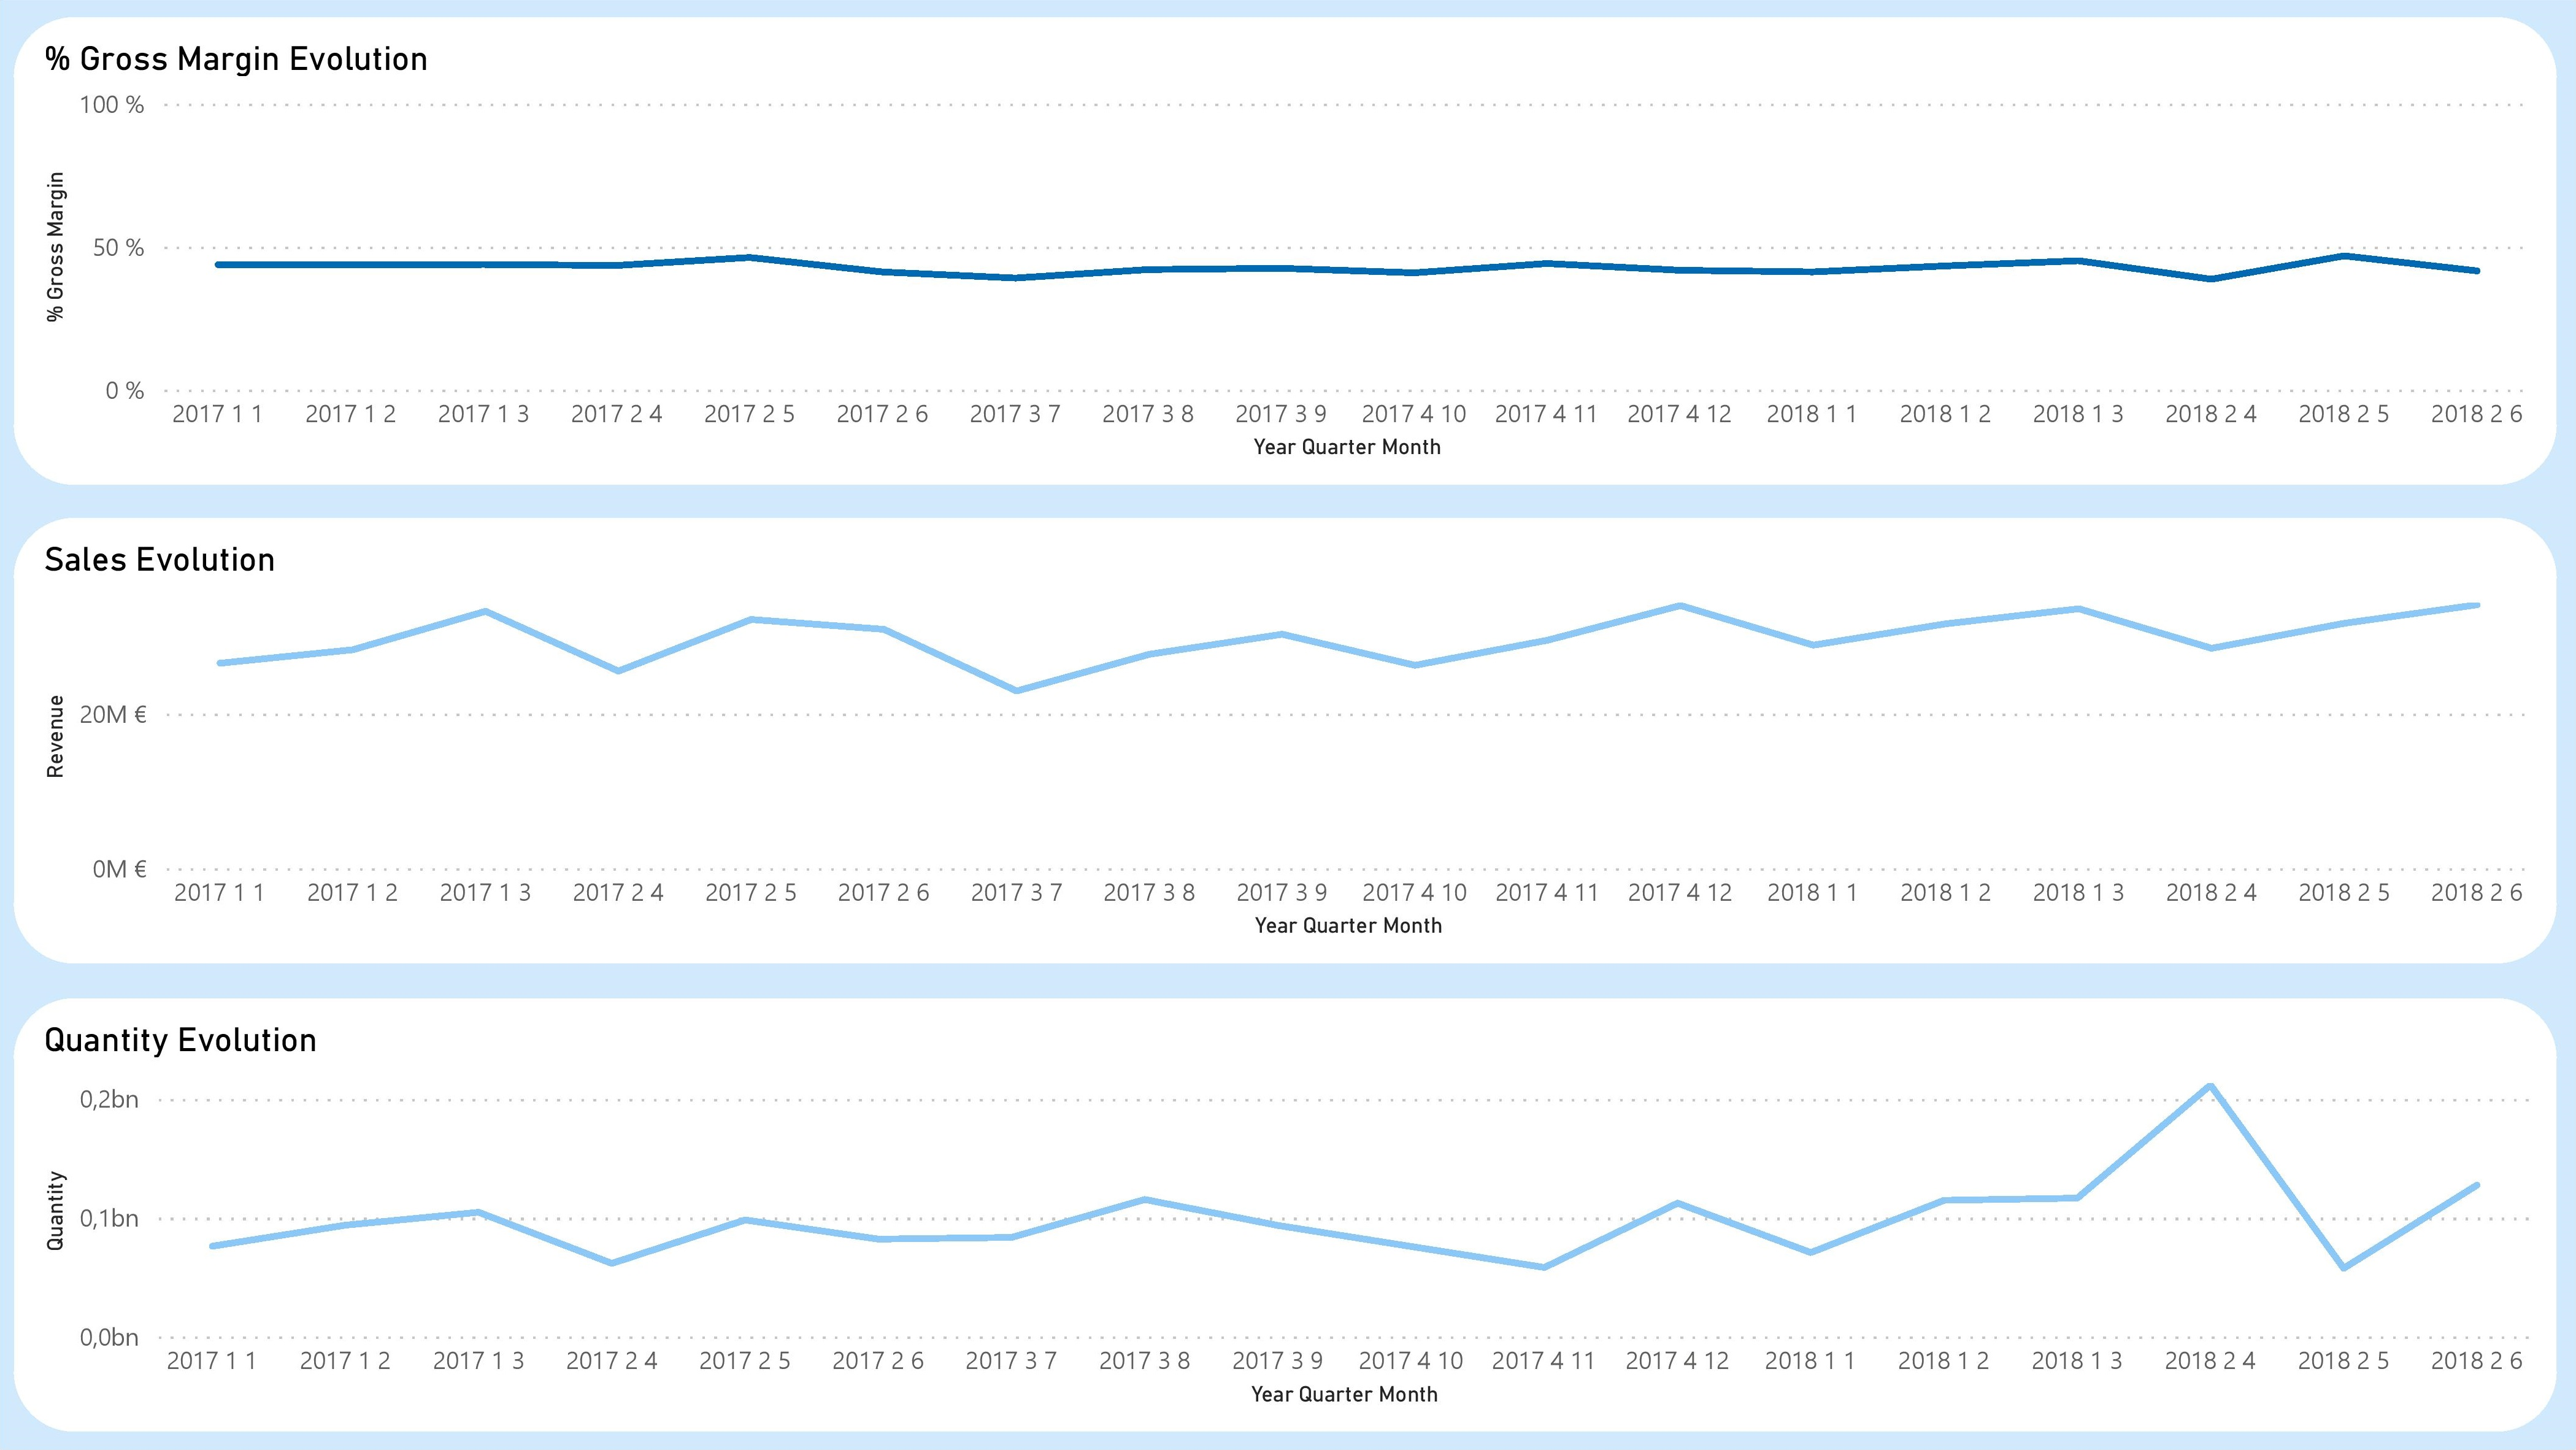 % Gross Margin Evolution
100 %
50 %
0 %
% Gross Margin
2017 1 1 2017 1 2 2017 1 3 2017 2 4 2017 2 5 2017 2 6 2017 3 7 2017 3 8 2017 3 9 2017 4 10 2017 4 11 2017 4 12 2018 1 1 2018 1 2 2018 1 3 2018 2 4 2018 2 5 2018 2 6
Year Quarter Month
Sales Evolution
20M €
0M €
Revenue
2017 1 1 2017 1 2 2017 1 3 2017 2 4 2017 2 5 2017 2 6 2017 3 7 2017 3 8 2017 3 9 2017 4 10 2017 4 11 2017 4 12 2018 1 1 2018 1 2 2018 1 3 2018 2 4 2018 2 5 2018 2 6
Year Quarter Month
Quantity Evolution
0,2bn
0,1bn
0,0bn
Quantity
2017 1 1 2017 1 2 2017 1 3 2017 2 4 2017 2 5 2017 2 6 2017 3 7 2017 3 8 2017 3 9 2017 4 10 2017 4 11 2017 4 12 2018 1 1 2018 1 2 2018 1 3 2018 2 4 2018 2 5 2018 2 6
Year Quarter Month